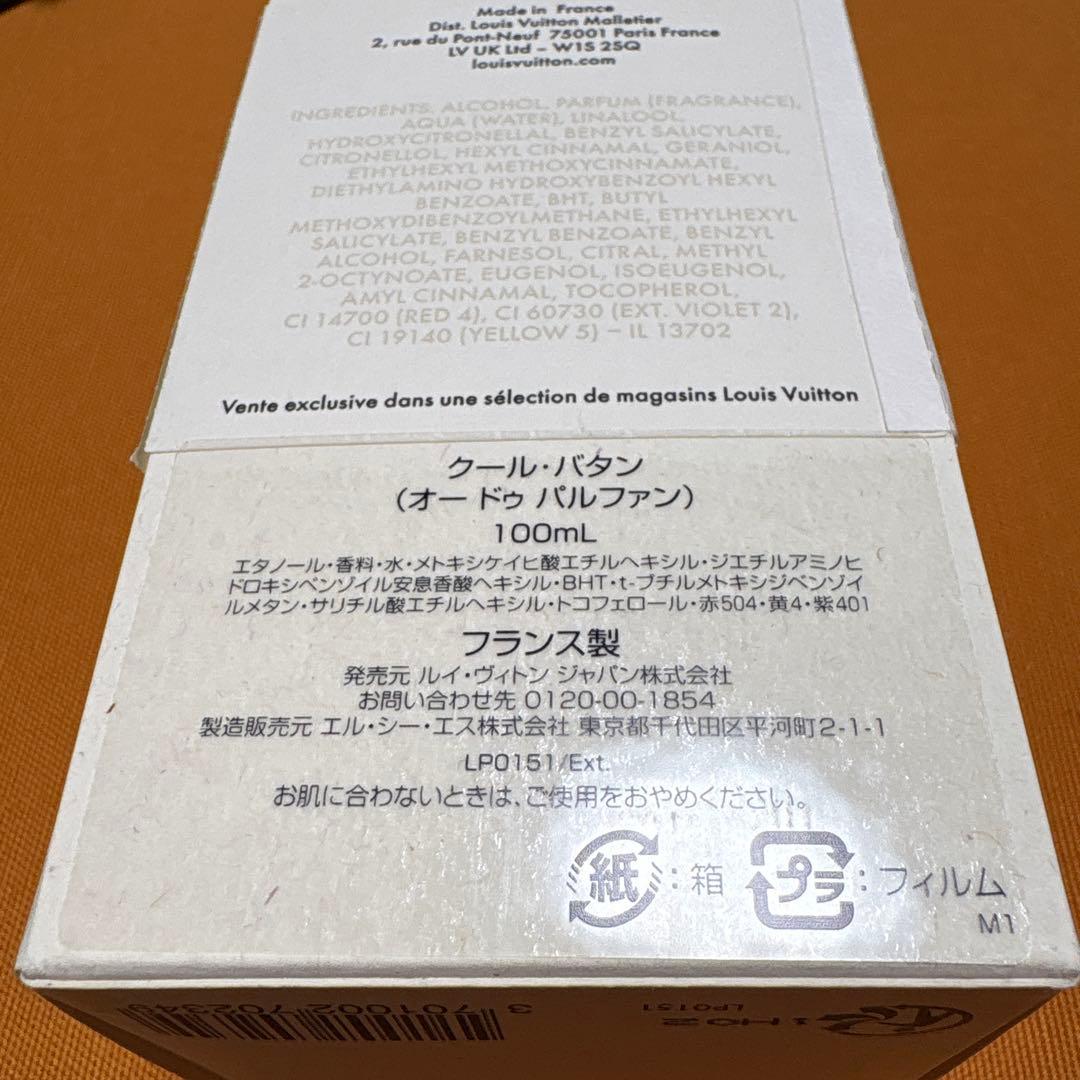 Made in France
Dist. Louis Vuitton Malletier
2, rue du Pont-Neuf 75001 Paris France
LV UK Ltd – W1S 2SQ
louisvuitton.com
INGREDIENTS: ALCOHOL, PARFUM (FRAGRANCE),
AQUA (WATER), LINALOOL,
HYDROXYCITRONELLAL, BENZYL SALICYLATE,
CITRONELLOL, HEXYL CINNAMAL, GERANIOL,
ETHYLHEXYL METHOXYCINNAMATE,
DIETHYLAMINO HYDROXYBENZOYL HEXYL
BENZOATE, BHT, BUTYL
METHOXYDIBENZOYLMETHANE, ETHYLHEXYL
SALICYLATE, BENZYL BENZOATE, BENZYL
ALCOHOL, FARNESOL, CITRAL, METHYL
2-OCTYNOATE, EUGENOL, ISOEUGENOL,
AMYL CINNAMAL, TOCOPHEROL,
CI 14700 (RED 4), CI 60730 (EXT. VIOLET 2),
CI 19140 (YELLOW 5) – IL 13702
Vente exclusive dans une sélection de magasins Louis Vuitton
クール・バタン
(オー ドゥ パルファン)
100mL
エタノール・香料・水・メトキシケイヒ酸エチルヘキシル・ジエチルアミノヒ
ドロキシベンゾイル安息香酸ヘキシル・BHT・t-ブチルメトキシジベンゾイ
ルメタン・サリチル酸エチルヘキシル・トコフェロール・赤504・黄4・紫401
フランス製
発売元 ルイ・ヴィトン ジャパン株式会社
お問い合わせ先 0120-00-1854
製造販売元 エル・シー・エス株式会社 東京都千代田区平河町2-1-1
LP0151/Ext.
お肌に合わないときは、ご使用をおやめください。
紙:箱 プラ:フィルム
M1
3 701002 702349
LP0151
1H02